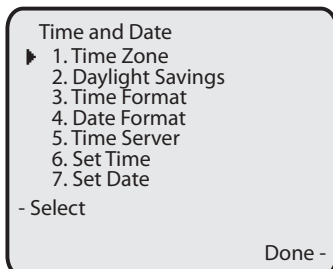 Time and Date
1. Time Zone
2. Daylight Savings
3. Time Format
4. Date Format
5. Time Server
6. Set Time
7. Set Date
- Select
Done -